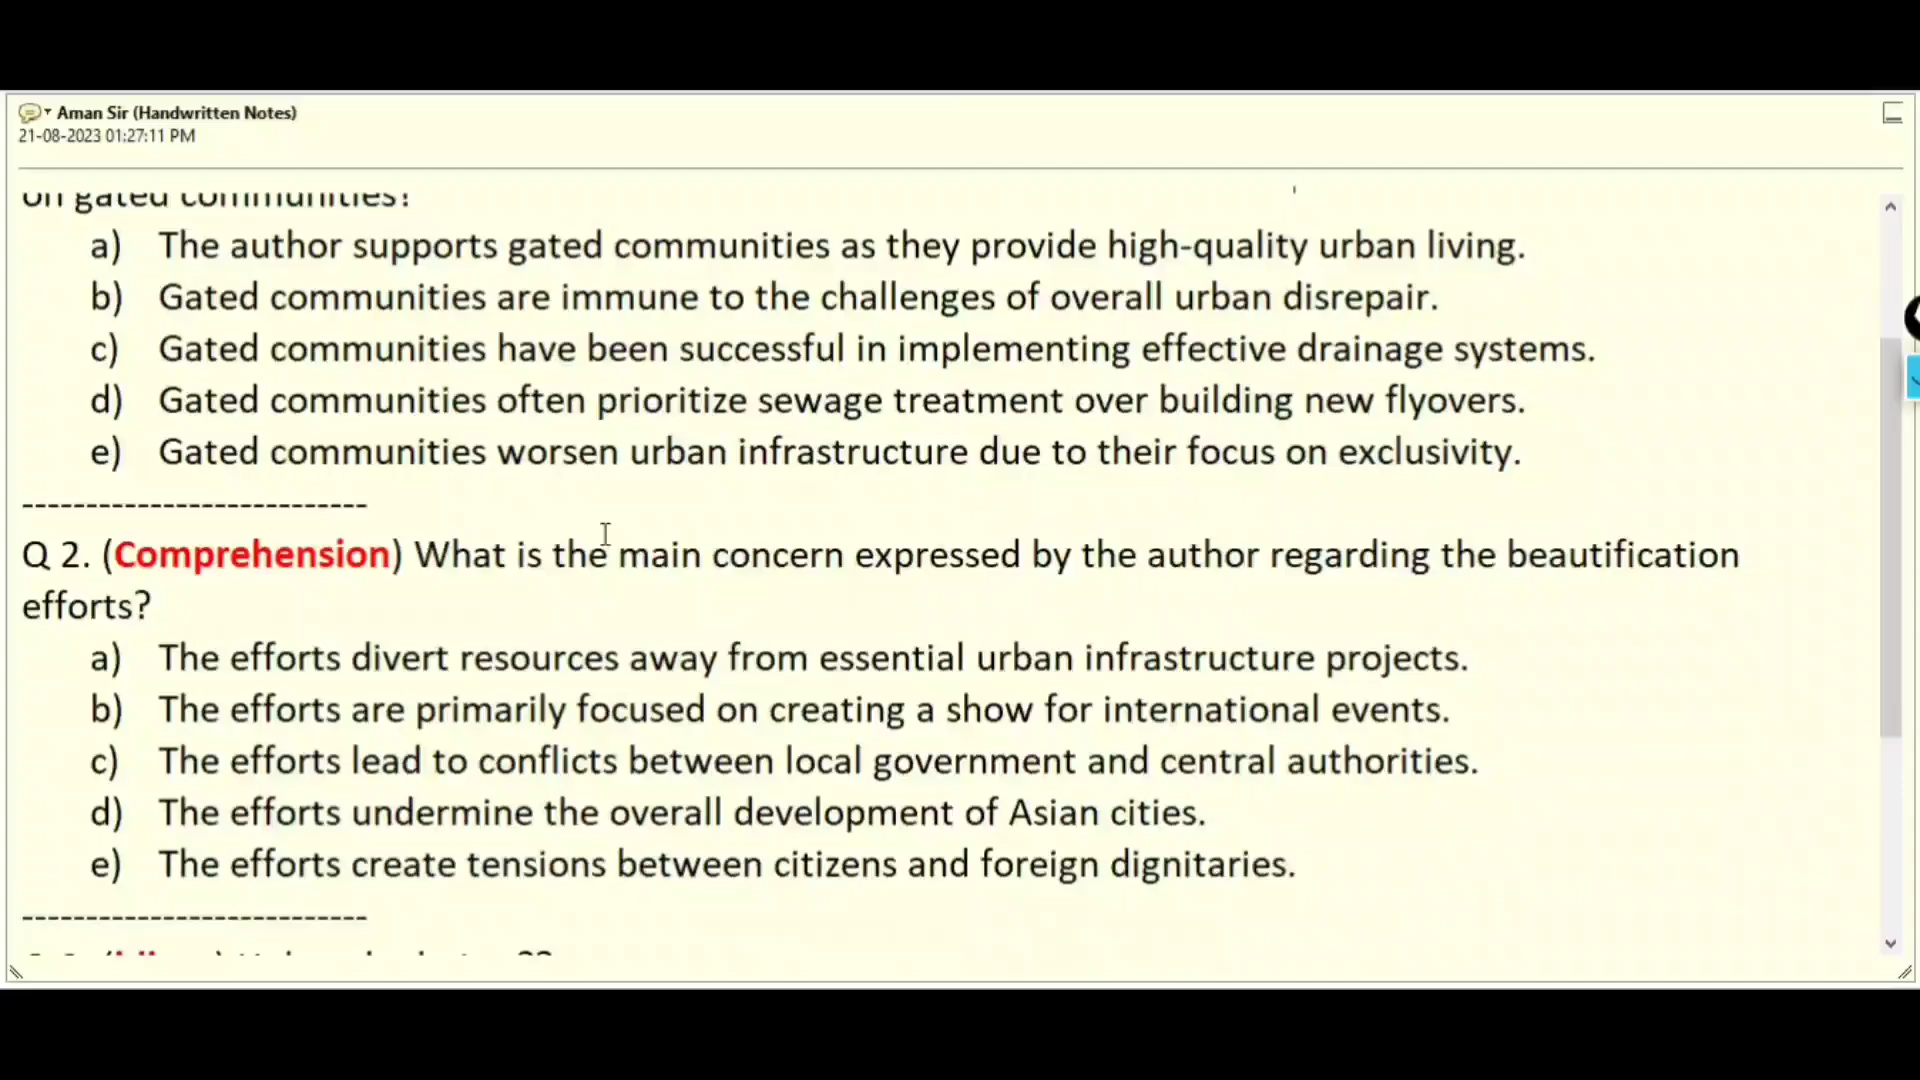 Aman Sir (Handwritten Notes)
21-08-2023 01:27:11 PM
on gated communities?
a) The author supports gated communities as they provide high-quality urban living.
b) Gated communities are immune to the challenges of overall urban disrepair.
c) Gated communities have been successful in implementing effective drainage systems.
d) Gated communities often prioritize sewage treatment over building new flyovers.
e) Gated communities worsen urban infrastructure due to their focus on exclusivity.
---------------------------
Q 2. (Comprehension) What is the main concern expressed by the author regarding the beautification
efforts?
a) The efforts divert resources away from essential urban infrastructure projects.
b) The efforts are primarily focused on creating a show for international events.
c) The efforts lead to conflicts between local government and central authorities.
d) The efforts undermine the overall development of Asian cities.
e) The efforts create tensions between citizens and foreign dignitaries.
---------------------------